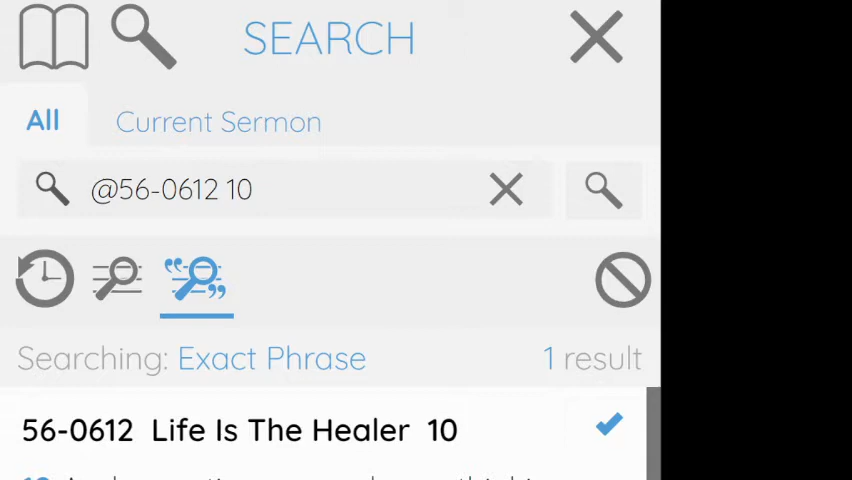 SEARCH
All Current Sermon
@56-0612 10
Searching: Exact Phrase 1 result
56-0612 Life Is The Healer 10